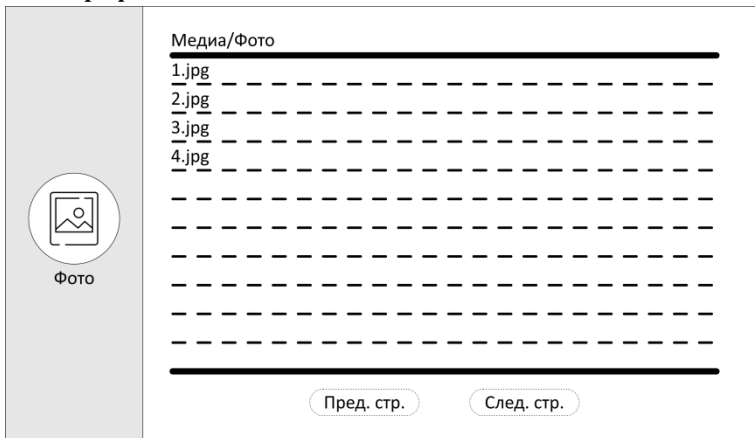 Медиа/Фото
1.jpg
2.jpg
3.jpg
4.jpg
Фото
Пред. стр.
След. стр.